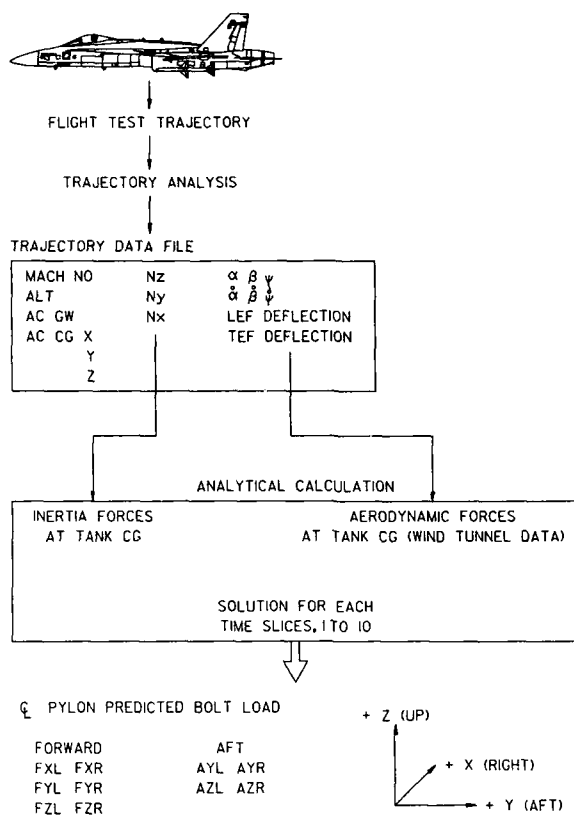 FLIGHT TEST TRAJECTORY
TRAJECTORY ANALYSIS
TRAJECTORY DATA FILE
MACH NO Nz α β ψ
ALT Ny α̊ β̊ ψ̊
AC GW Nx LEF DEFLECTION
AC CG X TEF DEFLECTION
Y
Z
ANALYTICAL CALCULATION
INERTIA FORCES AERODYNAMIC FORCES
AT TANK CG AT TANK CG (WIND TUNNEL DATA)
SOLUTION FOR EACH
TIME SLICES, 1 TO 10
℄ PYLON PREDICTED BOLT LOAD
FORWARD AFT
FXL FXR AYL AYR
FYL FYR AZL AZR
FZL FZR
+ Z (UP)
+ X (RIGHT)
+ Y (AFT)